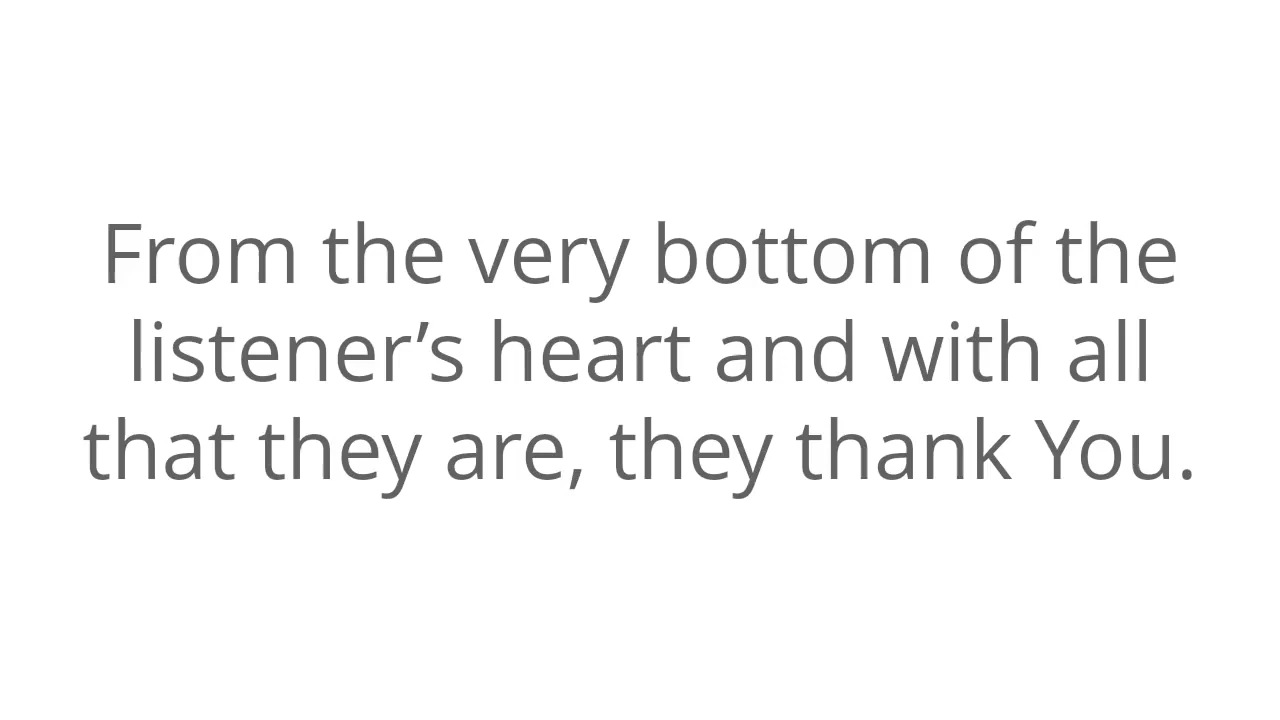 From the very bottom of the
listener’s heart and with all
that they are, they thank You.